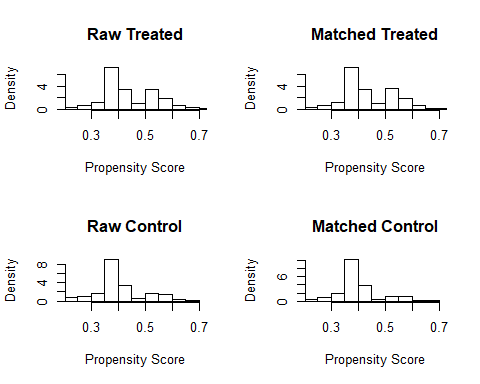 Raw Treated
Density
4
0
0.3 0.5 0.7
Propensity Score
Matched Treated
Density
4
0
0.3 0.5 0.7
Propensity Score
Raw Control
Density
8
4
0
0.3 0.5 0.7
Propensity Score
Matched Control
Density
6
0
0.3 0.5 0.7
Propensity Score